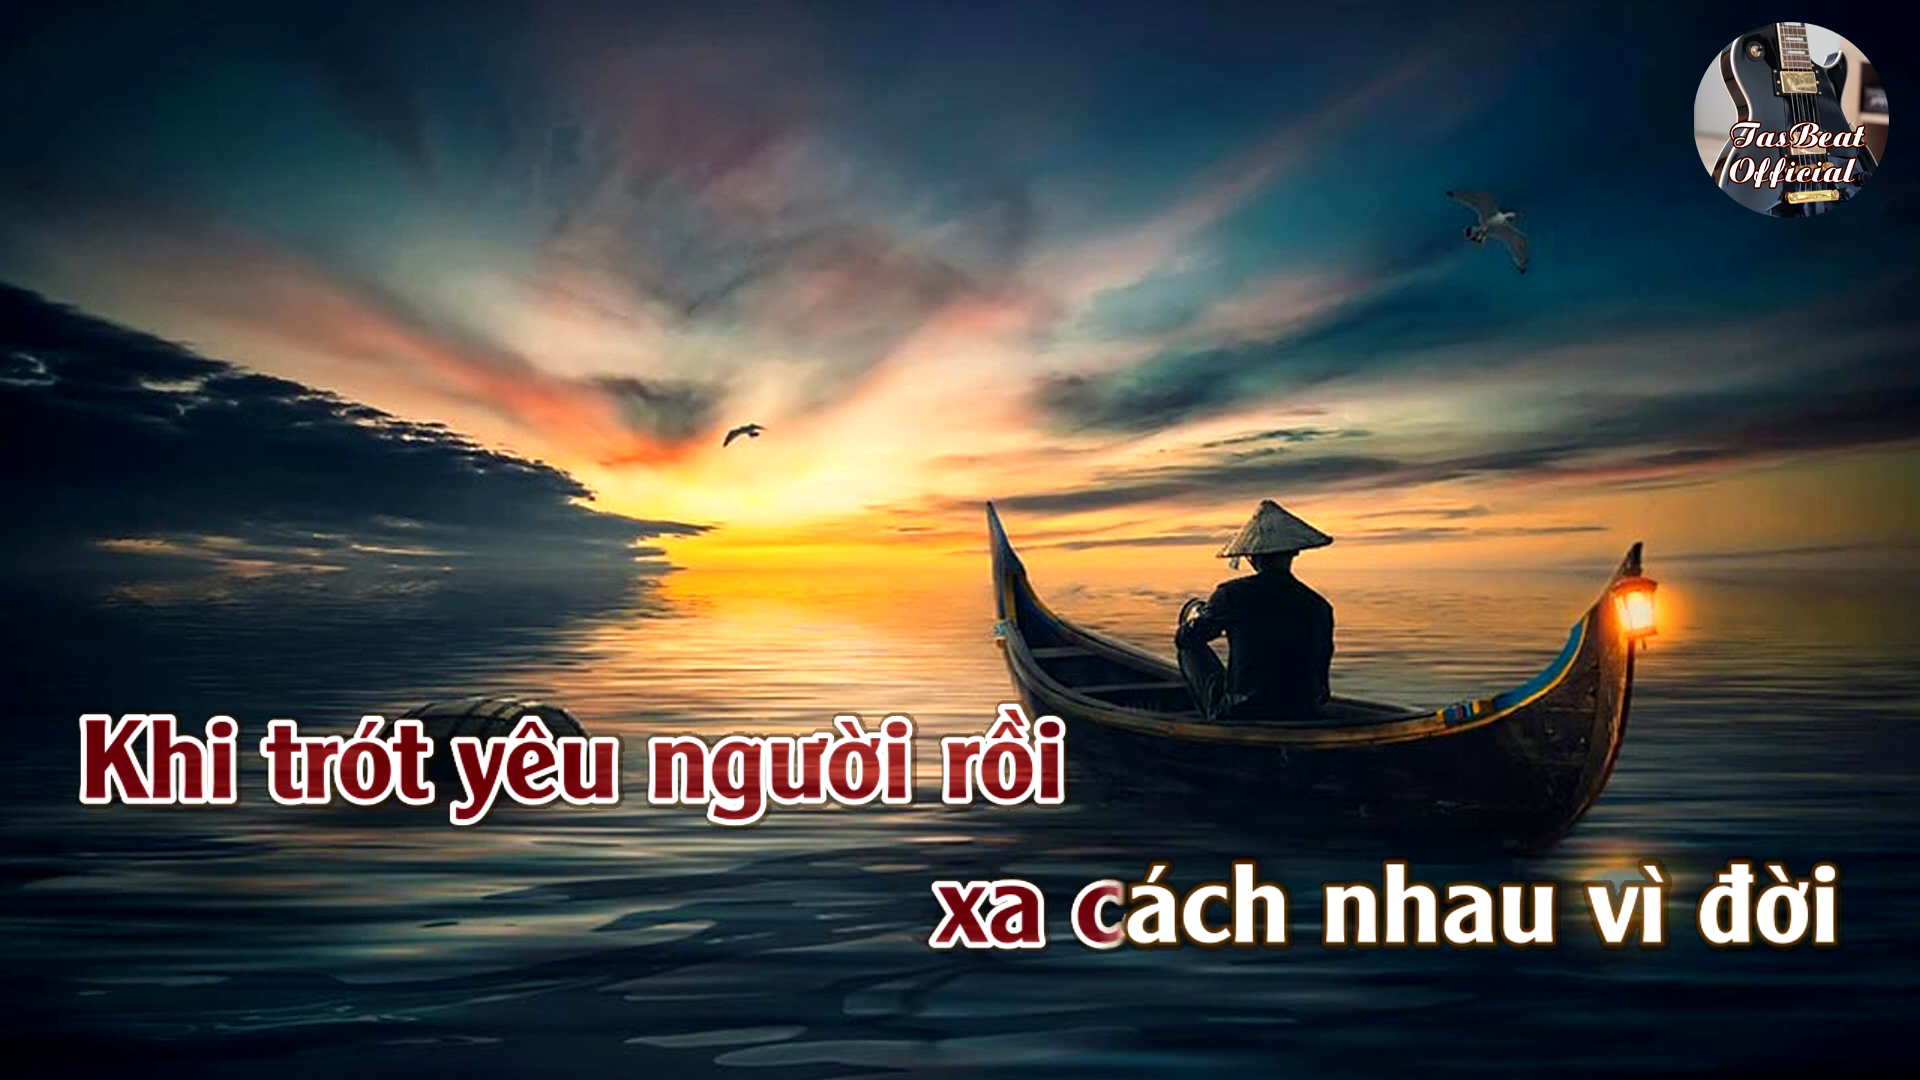 TasBeat
Official
Khi trót yêu người rồi
xa cách nhau vì đời